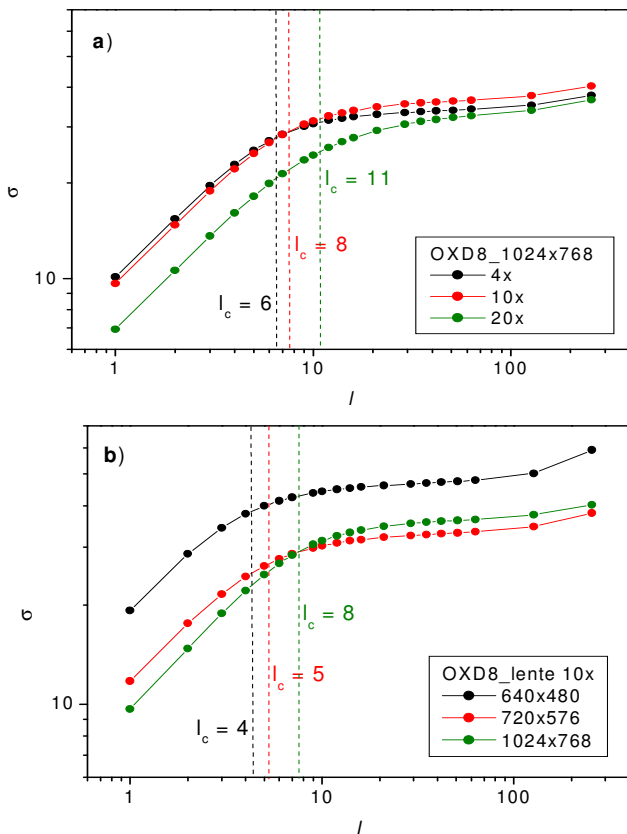 a)
σ
10
l_c = 11
l_c = 8
l_c = 6
OXD8_1024x768
4x
10x
20x
1 10 100
l
b)
σ
10
l_c = 8
l_c = 5
l_c = 4
OXD8_lente 10x
640x480
720x576
1024x768
1 10 100
l